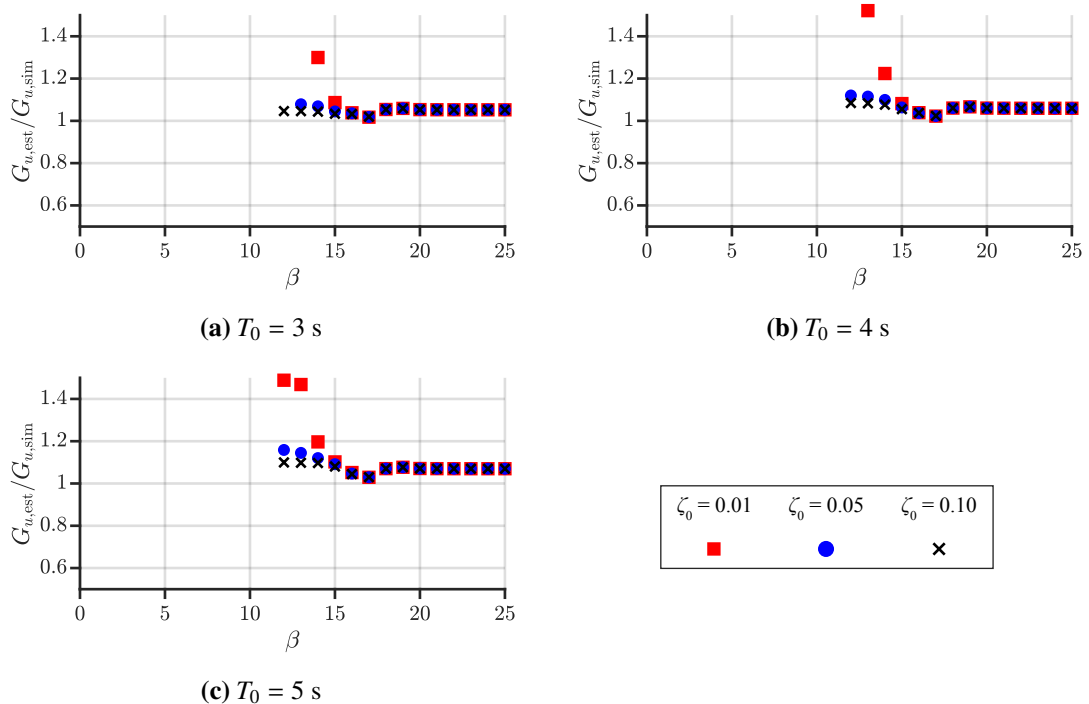 1.4
1.2
1
0.8
0.6
G_{u,est}/G_{u,sim}
0 5 10 15 20 25
β
(a) T_0 = 3 s
1.4
1.2
1
0.8
0.6
G_{u,est}/G_{u,sim}
0 5 10 15 20 25
β
(b) T_0 = 4 s
1.4
1.2
1
0.8
0.6
G_{u,est}/G_{u,sim}
0 5 10 15 20 25
β
(c) T_0 = 5 s
ζ_0 = 0.01 ζ_0 = 0.05 ζ_0 = 0.10